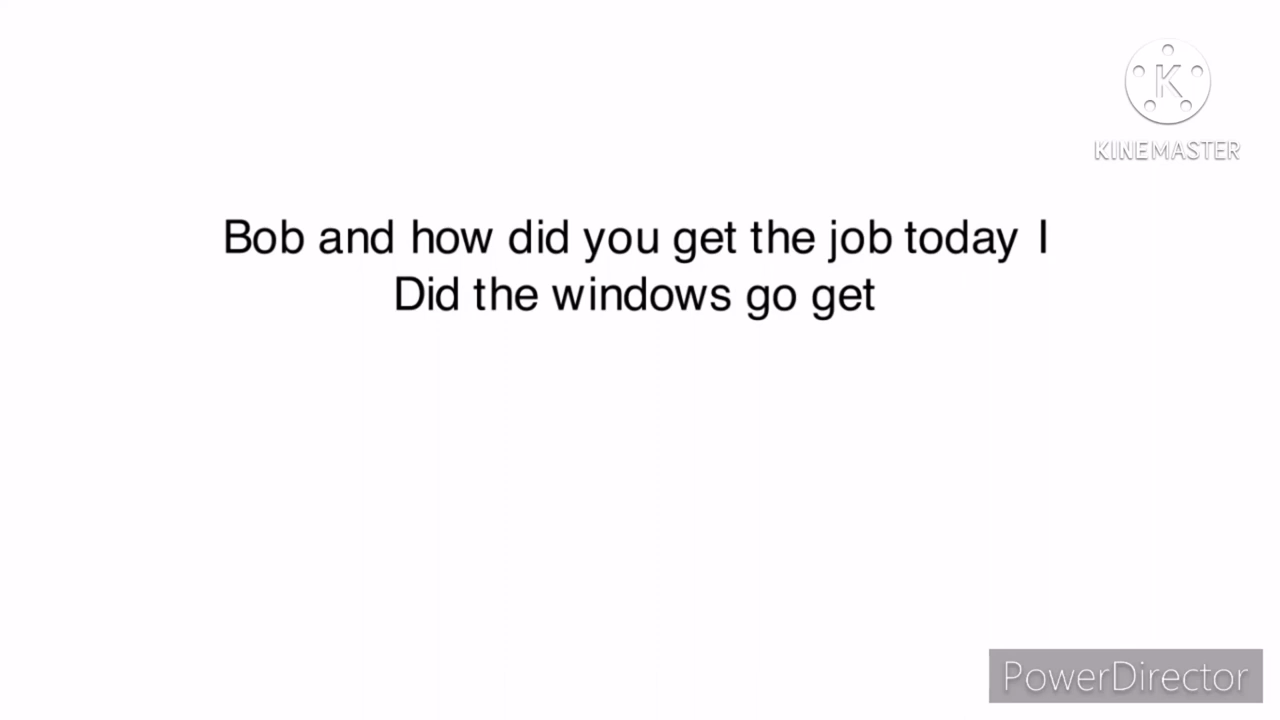 KINEMASTER
Bob and how did you get the job today I
Did the windows go get
PowerDirector